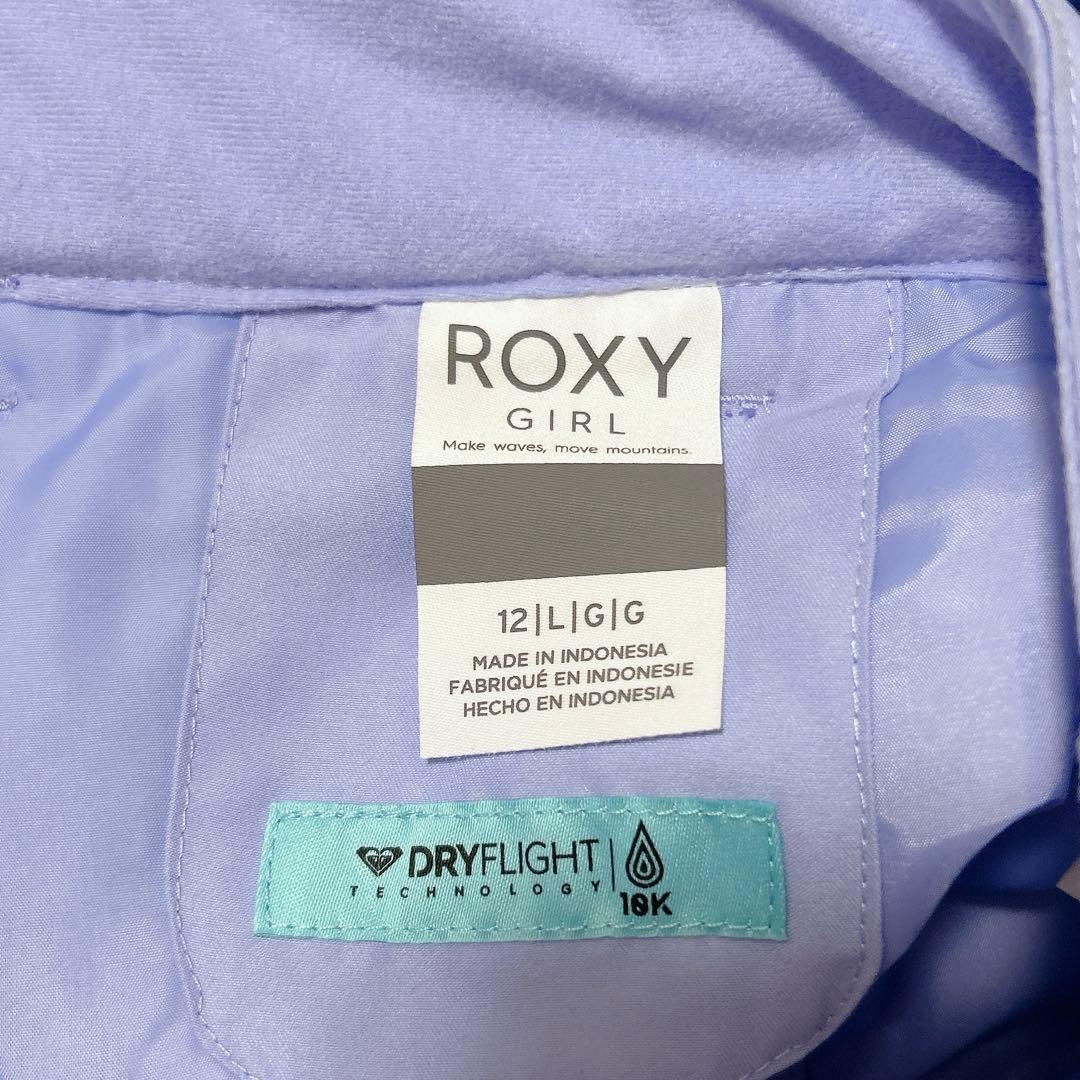 ROXY
GIRL
Make waves, move mountains.
12|L|G|G
MADE IN INDONESIA
FABRIQUÉ EN INDONESIE
HECHO EN INDONESIA
DRYFLIGHT
TECHNOLOGY
10K